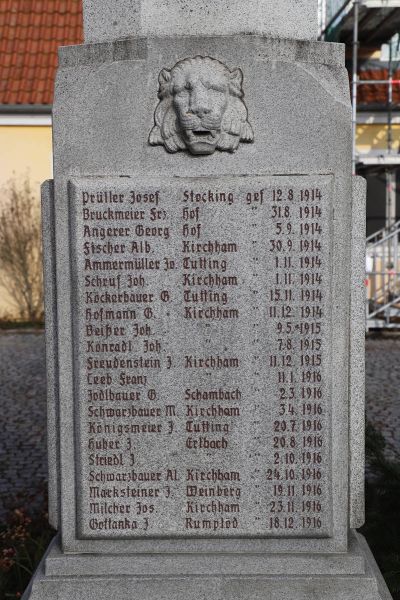 Prüller Josef Stocking gef 12.8 1914
Bruckmeier Frz. Hof " 31.8. 1914
Angerer Georg Hof " 5.9. 1914
Fischer Alb. Kirchham " 30.9. 1914
Ammermüller Jo. Tutting " 1.11 1914
Schruf Joh. Kirchham " 1.11 1914
Köckerbauer G. Tutting " 15.11 1914
Hofmann G. Kirchham " 11.12. 1914
Beißer Joh. " " 9.5. 1915
Konradl Joh. " " 7.8. 1915
Freudenstein J. Kirchham " 11.12 1915
Leeb Franz " 11.1. 1916
Jodlbauer G. Schambach " 2.3. 1916
Schwarzbauer M. Kirchham " 3.4. 1916
Königsmeier J. Tutting " 20.7. 1916
Huber J. Ertbach " 20.8 1916
Striedl J. " 2.10. 1916
Schwarzbauer Al. Kirchham " 24.10. 1916
Marksteiner J. Weinberg " 19.11 1916
Milcher Jos. Kirchham " 23.11. 1916
Gottanka J. Rumplöd " 18.12. 1916